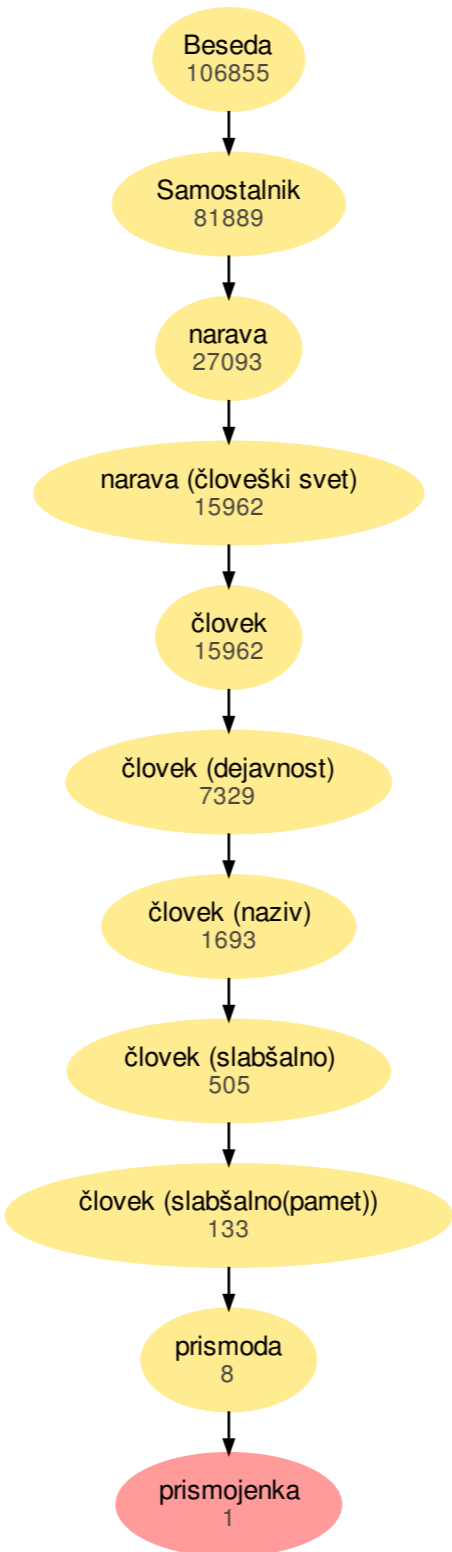 Beseda
106855
Samostalnik
81889
narava
27093
narava (človeški svet)
15962
človek
15962
človek (dejavnost)
7329
človek (naziv)
1693
človek (slabšalno)
505
človek (slabšalno(pamet))
133
prismoda
8
prismojenka
1